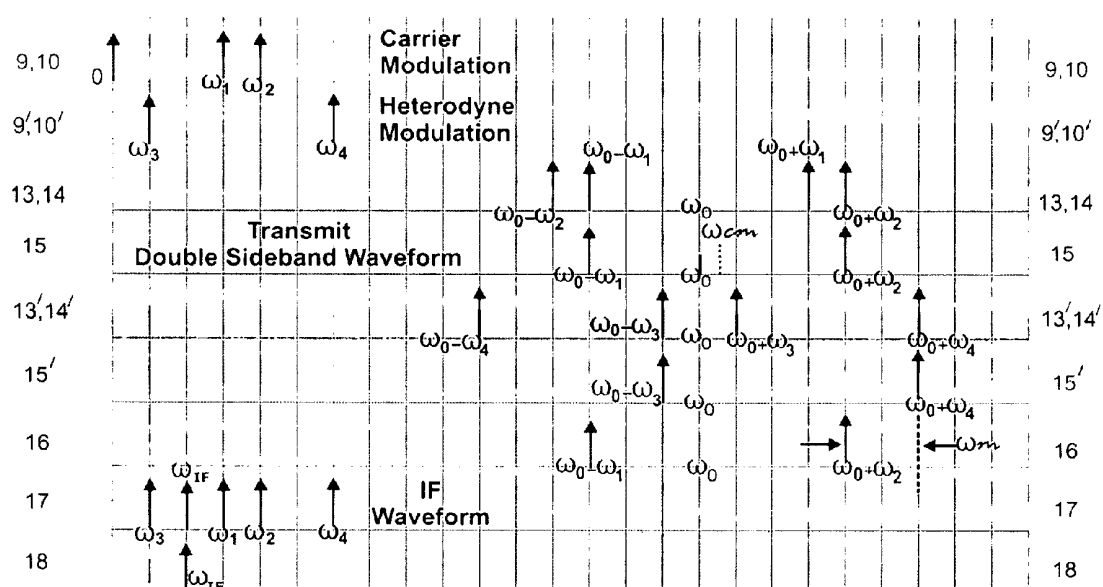 9,10 0 ω₁ ω₂ Carrier Modulation 9,10
9′,10′ ω₃ ω₄ Heterodyne Modulation 9′,10′
ω₀−ω₁ ω₀+ω₁
13,14 ω₀−ω₂ ω₀ ω₀+ω₂ 13,14
15 Transmit Double Sideband Waveform ωcm 15
ω₀−ω₁ ω₀ ω₀+ω₂
13′,14′ ω₀−ω₄ ω₀−ω₃ ω₀ ω₀+ω₃ ω₀+ω₄ 13′,14′
15′ ω₀−ω₃ ω₀ ω₀+ω₄ 15′
16 ω₀−ω₁ ω₀ ω₀+ω₂ ωm 16
ω_IF
17 ω₃ ω₁ ω₂ ω₄ IF Waveform 17
18 ω_IF 18